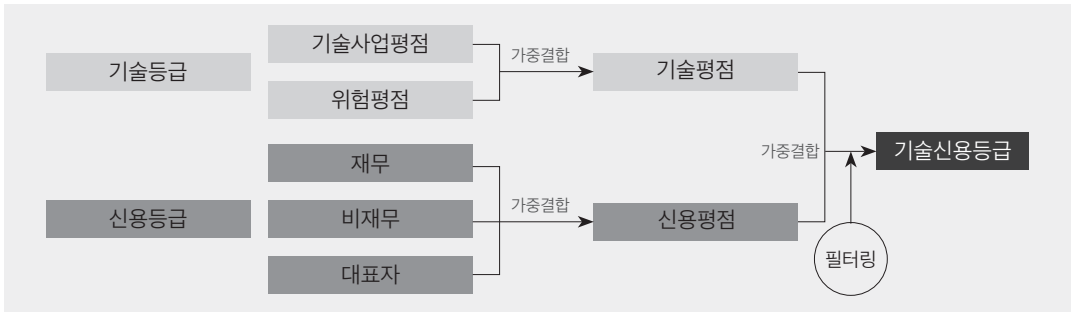 기술등급
기술사업평점
위험평점
가중결합
기술평점
신용등급
재무
비재무
대표자
가중결합
신용평점
가중결합
필터링
기술신용등급